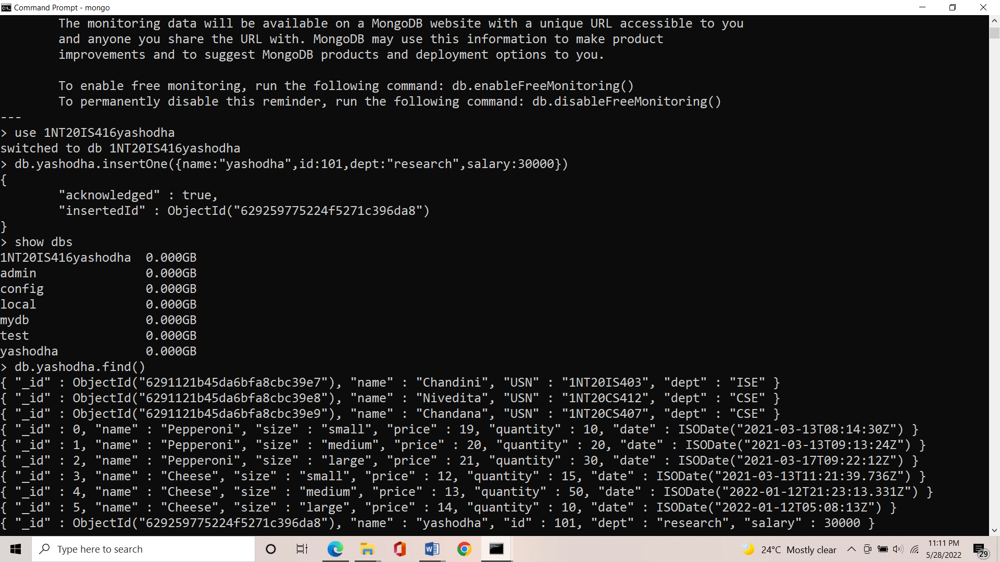 Command Prompt - mongo
The monitoring data will be available on a MongoDB website with a unique URL accessible to you
and anyone you share the URL with. MongoDB may use this information to make product
improvements and to suggest MongoDB products and deployment options to you.
To enable free monitoring, run the following command: db.enableFreeMonitoring()
To permanently disable this reminder, run the following command: db.disableFreeMonitoring()
---
> use 1NT20IS416yashodha
switched to db 1NT20IS416yashodha
> db.yashodha.insertOne({name:"yashodha",id:101,dept:"research",salary:30000})
{
"acknowledged" : true,
"insertedId" : ObjectId("629259775224f5271c396da8")
}
> show dbs
1NT20IS416yashodha  0.000GB
admin               0.000GB
config              0.000GB
local               0.000GB
mydb                0.000GB
test                0.000GB
yashodha            0.000GB
> db.yashodha.find()
{ "_id" : ObjectId("6291121b45da6bfa8cbc39e7"), "name" : "Chandini", "USN" : "1NT20IS403", "dept" : "ISE" }
{ "_id" : ObjectId("6291121b45da6bfa8cbc39e8"), "name" : "Nivedita", "USN" : "1NT20CS412", "dept" : "CSE" }
{ "_id" : ObjectId("6291121b45da6bfa8cbc39e9"), "name" : "Chandana", "USN" : "1NT20CS407", "dept" : "CSE" }
{ "_id" : 0, "name" : "Pepperoni", "size" : "small", "price" : 19, "quantity" : 10, "date" : ISODate("2021-03-13T08:14:30Z") }
{ "_id" : 1, "name" : "Pepperoni", "size" : "medium", "price" : 20, "quantity" : 20, "date" : ISODate("2021-03-13T09:13:24Z") }
{ "_id" : 2, "name" : "Pepperoni", "size" : "large", "price" : 21, "quantity" : 30, "date" : ISODate("2021-03-17T09:22:12Z") }
{ "_id" : 3, "name" : "Cheese", "size" : "small", "price" : 12, "quantity" : 15, "date" : ISODate("2021-03-13T11:21:39.736Z") }
{ "_id" : 4, "name" : "Cheese", "size" : "medium", "price" : 13, "quantity" : 50, "date" : ISODate("2022-01-12T21:23:13.331Z") }
{ "_id" : 5, "name" : "Cheese", "size" : "large", "price" : 14, "quantity" : 10, "date" : ISODate("2022-01-12T05:08:13Z") }
{ "_id" : ObjectId("629259775224f5271c396da8"), "name" : "yashodha", "id" : 101, "dept" : "research", "salary" : 30000 }
Type here to search
24°C Mostly clear
11:11 PM
5/28/2022
29